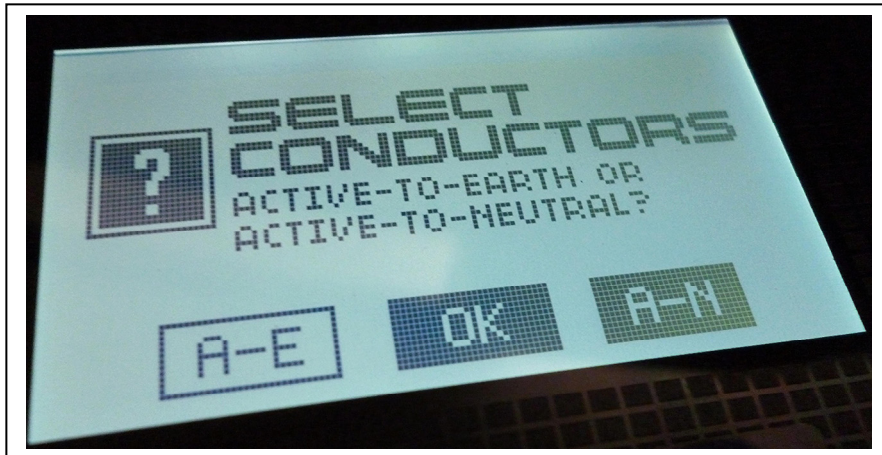 ?
SELECT
CONDUCTORS
ACTIVE-TO-EARTH OR
ACTIVE-TO-NEUTRAL?
A-E OK A-N